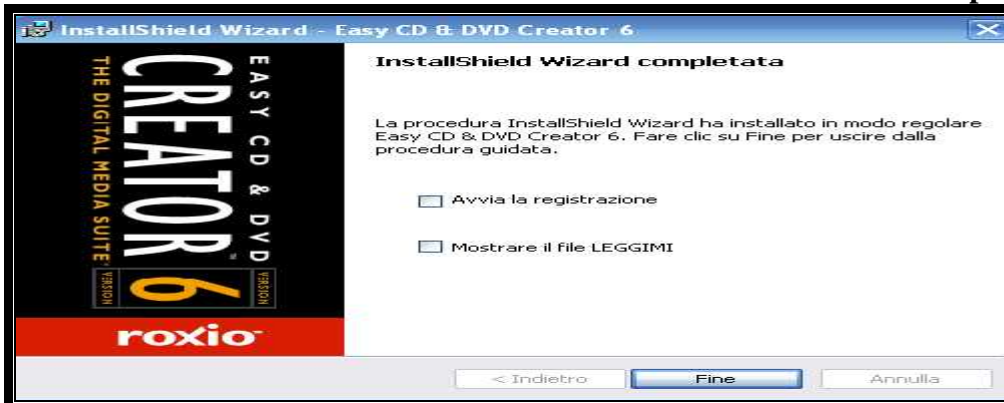 InstallShield Wizard - Easy CD & DVD Creator 6
THE DIGITAL MEDIA SUITE
CREATOR™
EASY CD & DVD
VERSION 6 VERSION
roxio
InstallShield Wizard completata
La procedura InstallShield Wizard ha installato in modo regolare
Easy CD & DVD Creator 6. Fare clic su Fine per uscire dalla
procedura guidata.
Avvia la registrazione
Mostrare il file LEGGIMI
< Indietro
Fine
Annulla